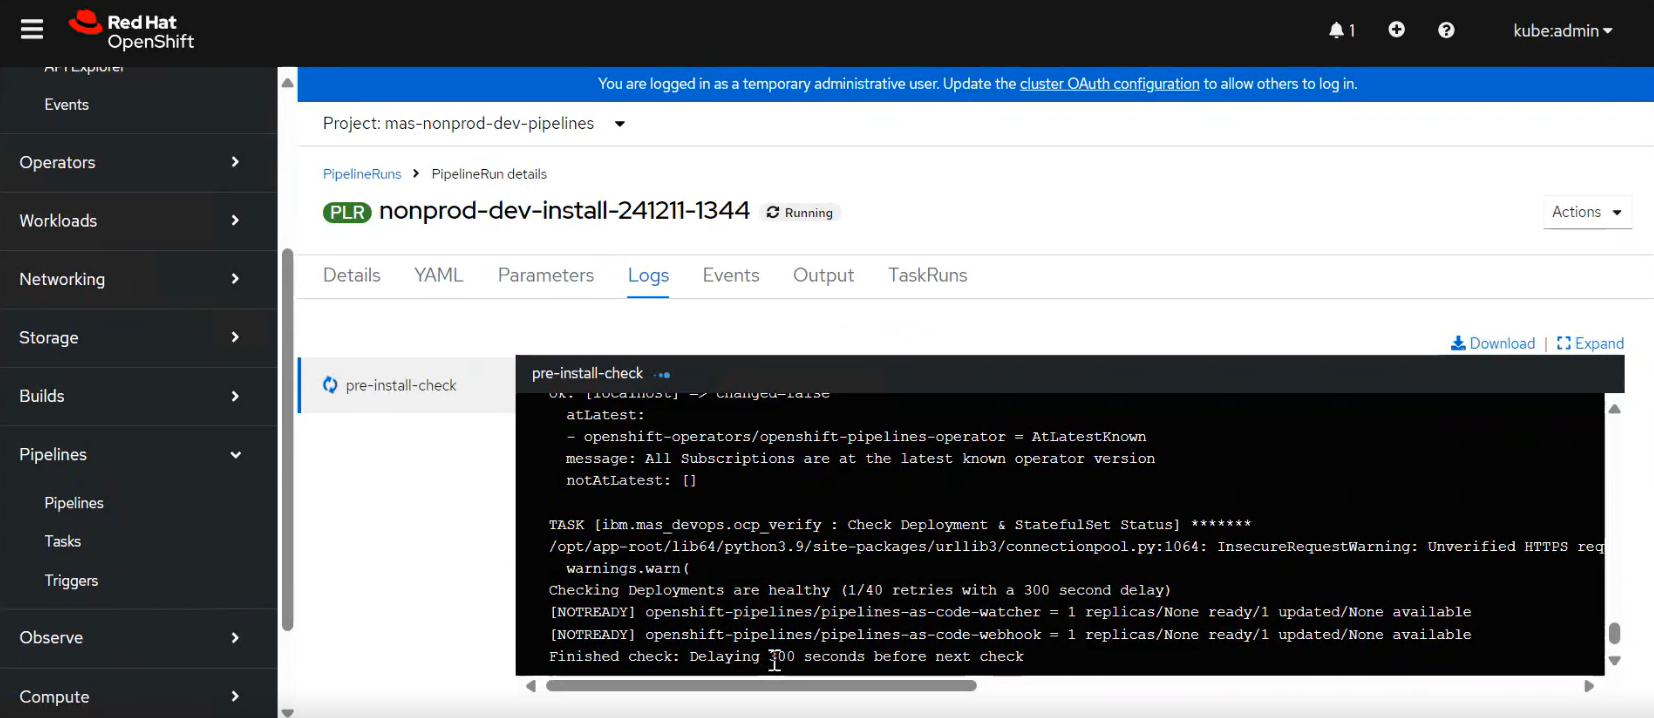 Red Hat
OpenShift
1
kube:admin
API Explorer
Events
Operators
Workloads
Networking
Storage
Builds
Pipelines
Pipelines
Tasks
Triggers
Observe
Compute
You are logged in as a temporary administrative user. Update the cluster OAuth configuration to allow others to log in.
Project: mas-nonprod-dev-pipelines
PipelineRuns > PipelineRun details
PLR nonprod-dev-install-241211-1344 Running
Actions
Details YAML Parameters Logs Events Output TaskRuns
Download | Expand
pre-install-check
pre-install-check
ok: [localhost] => changed=false
atLatest:
- openshift-operators/openshift-pipelines-operator = AtLatestKnown
message: All Subscriptions are at the latest known operator version
notAtLatest: []
TASK [ibm.mas_devops.ocp_verify : Check Deployment & StatefulSet Status] *******
/opt/app-root/lib64/python3.9/site-packages/urllib3/connectionpool.py:1064: InsecureRequestWarning: Unverified HTTPS req
warnings.warn(
Checking Deployments are healthy (1/40 retries with a 300 second delay)
[NOTREADY] openshift-pipelines/pipelines-as-code-watcher = 1 replicas/None ready/1 updated/None available
[NOTREADY] openshift-pipelines/pipelines-as-code-webhook = 1 replicas/None ready/1 updated/None available
Finished check: Delaying 300 seconds before next check